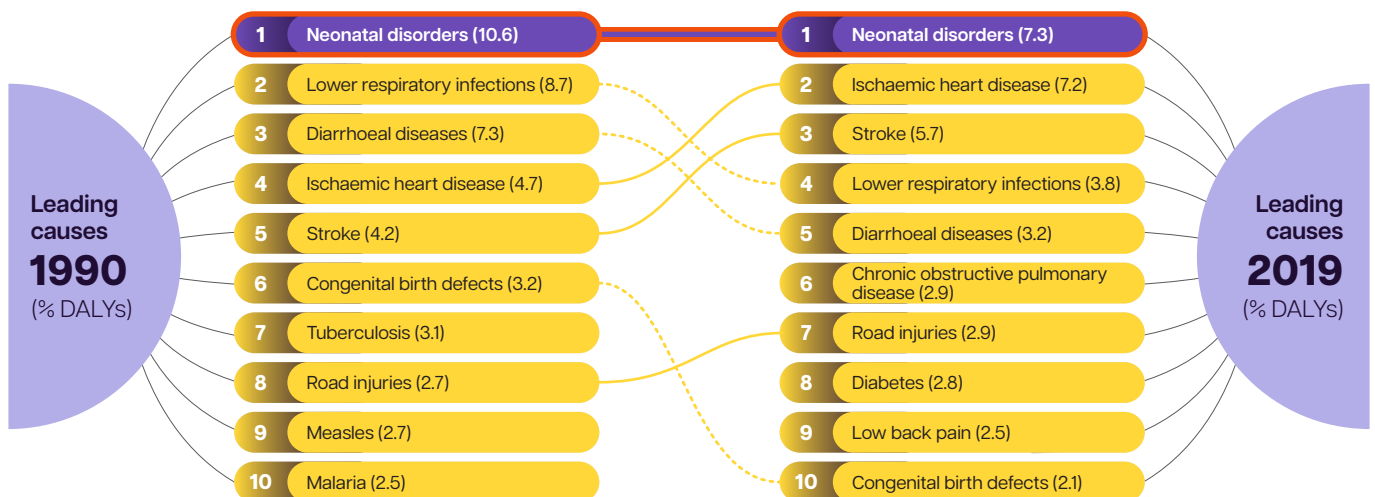 Leading
causes
1990
(% DALYs)
1 Neonatal disorders (10.6)
2 Lower respiratory infections (8.7)
3 Diarrhoeal diseases (7.3)
4 Ischaemic heart disease (4.7)
5 Stroke (4.2)
6 Congenital birth defects (3.2)
7 Tuberculosis (3.1)
8 Road injuries (2.7)
9 Measles (2.7)
10 Malaria (2.5)
1 Neonatal disorders (7.3)
2 Ischaemic heart disease (7.2)
3 Stroke (5.7)
4 Lower respiratory infections (3.8)
5 Diarrhoeal diseases (3.2)
6 Chronic obstructive pulmonary
disease (2.9)
7 Road injuries (2.9)
8 Diabetes (2.8)
9 Low back pain (2.5)
10 Congenital birth defects (2.1)
Leading
causes
2019
(% DALYs)